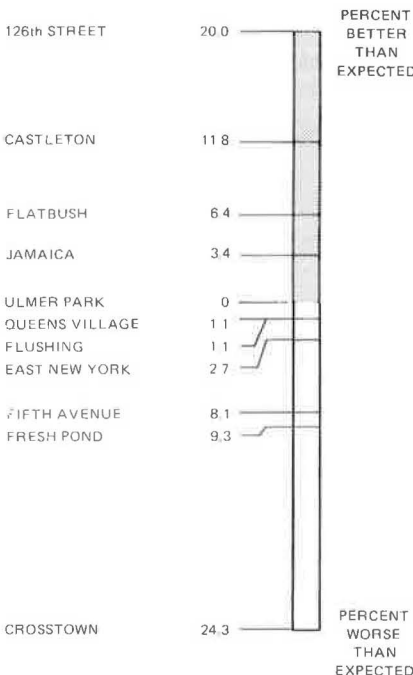 PERCENT
BETTER
THAN
EXPECTED
126th STREET 20.0
CASTLETON 11.8
FLATBUSH 6.4
JAMAICA 3.4
ULMER PARK 0
QUEENS VILLAGE 1.1
FLUSHING 1.1
EAST NEW YORK 2.7
FIFTH AVENUE 8.1
FRESH POND 9.3
CROSSTOWN 24.3
PERCENT
WORSE
THAN
EXPECTED